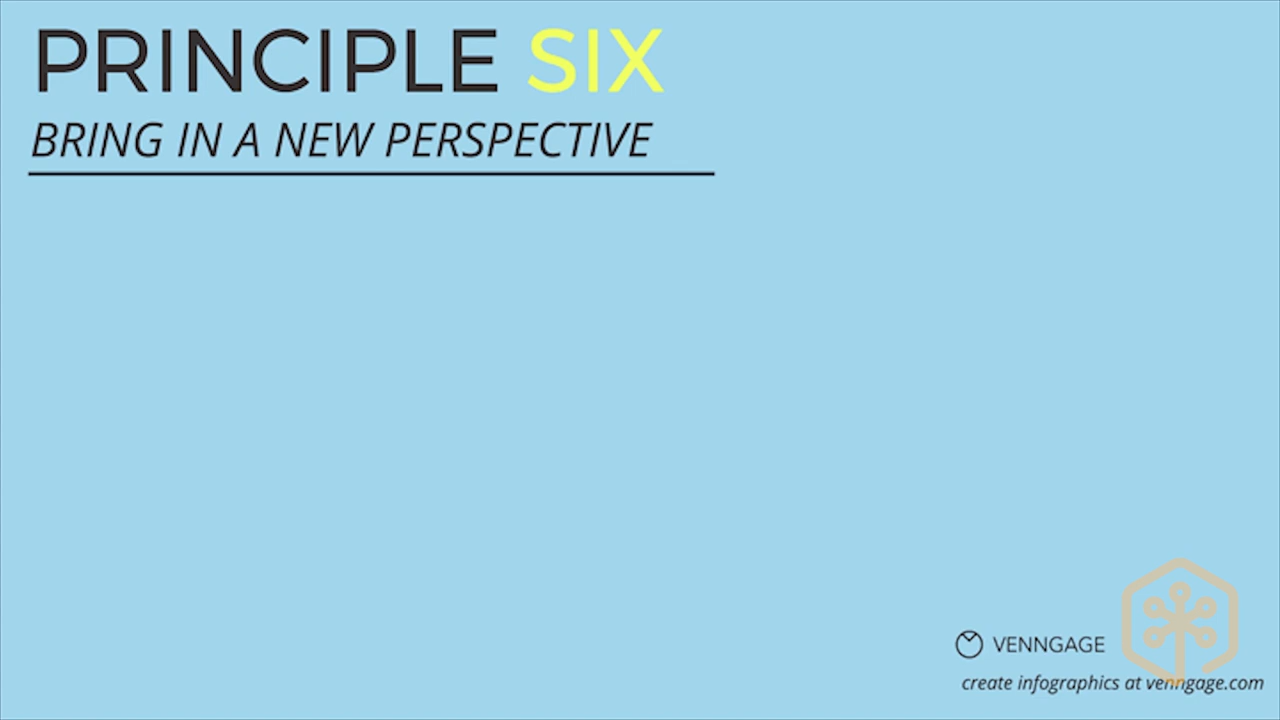 PRINCIPLE SIX
BRING IN A NEW PERSPECTIVE
VENNGAGE
create infographics at venngage.com